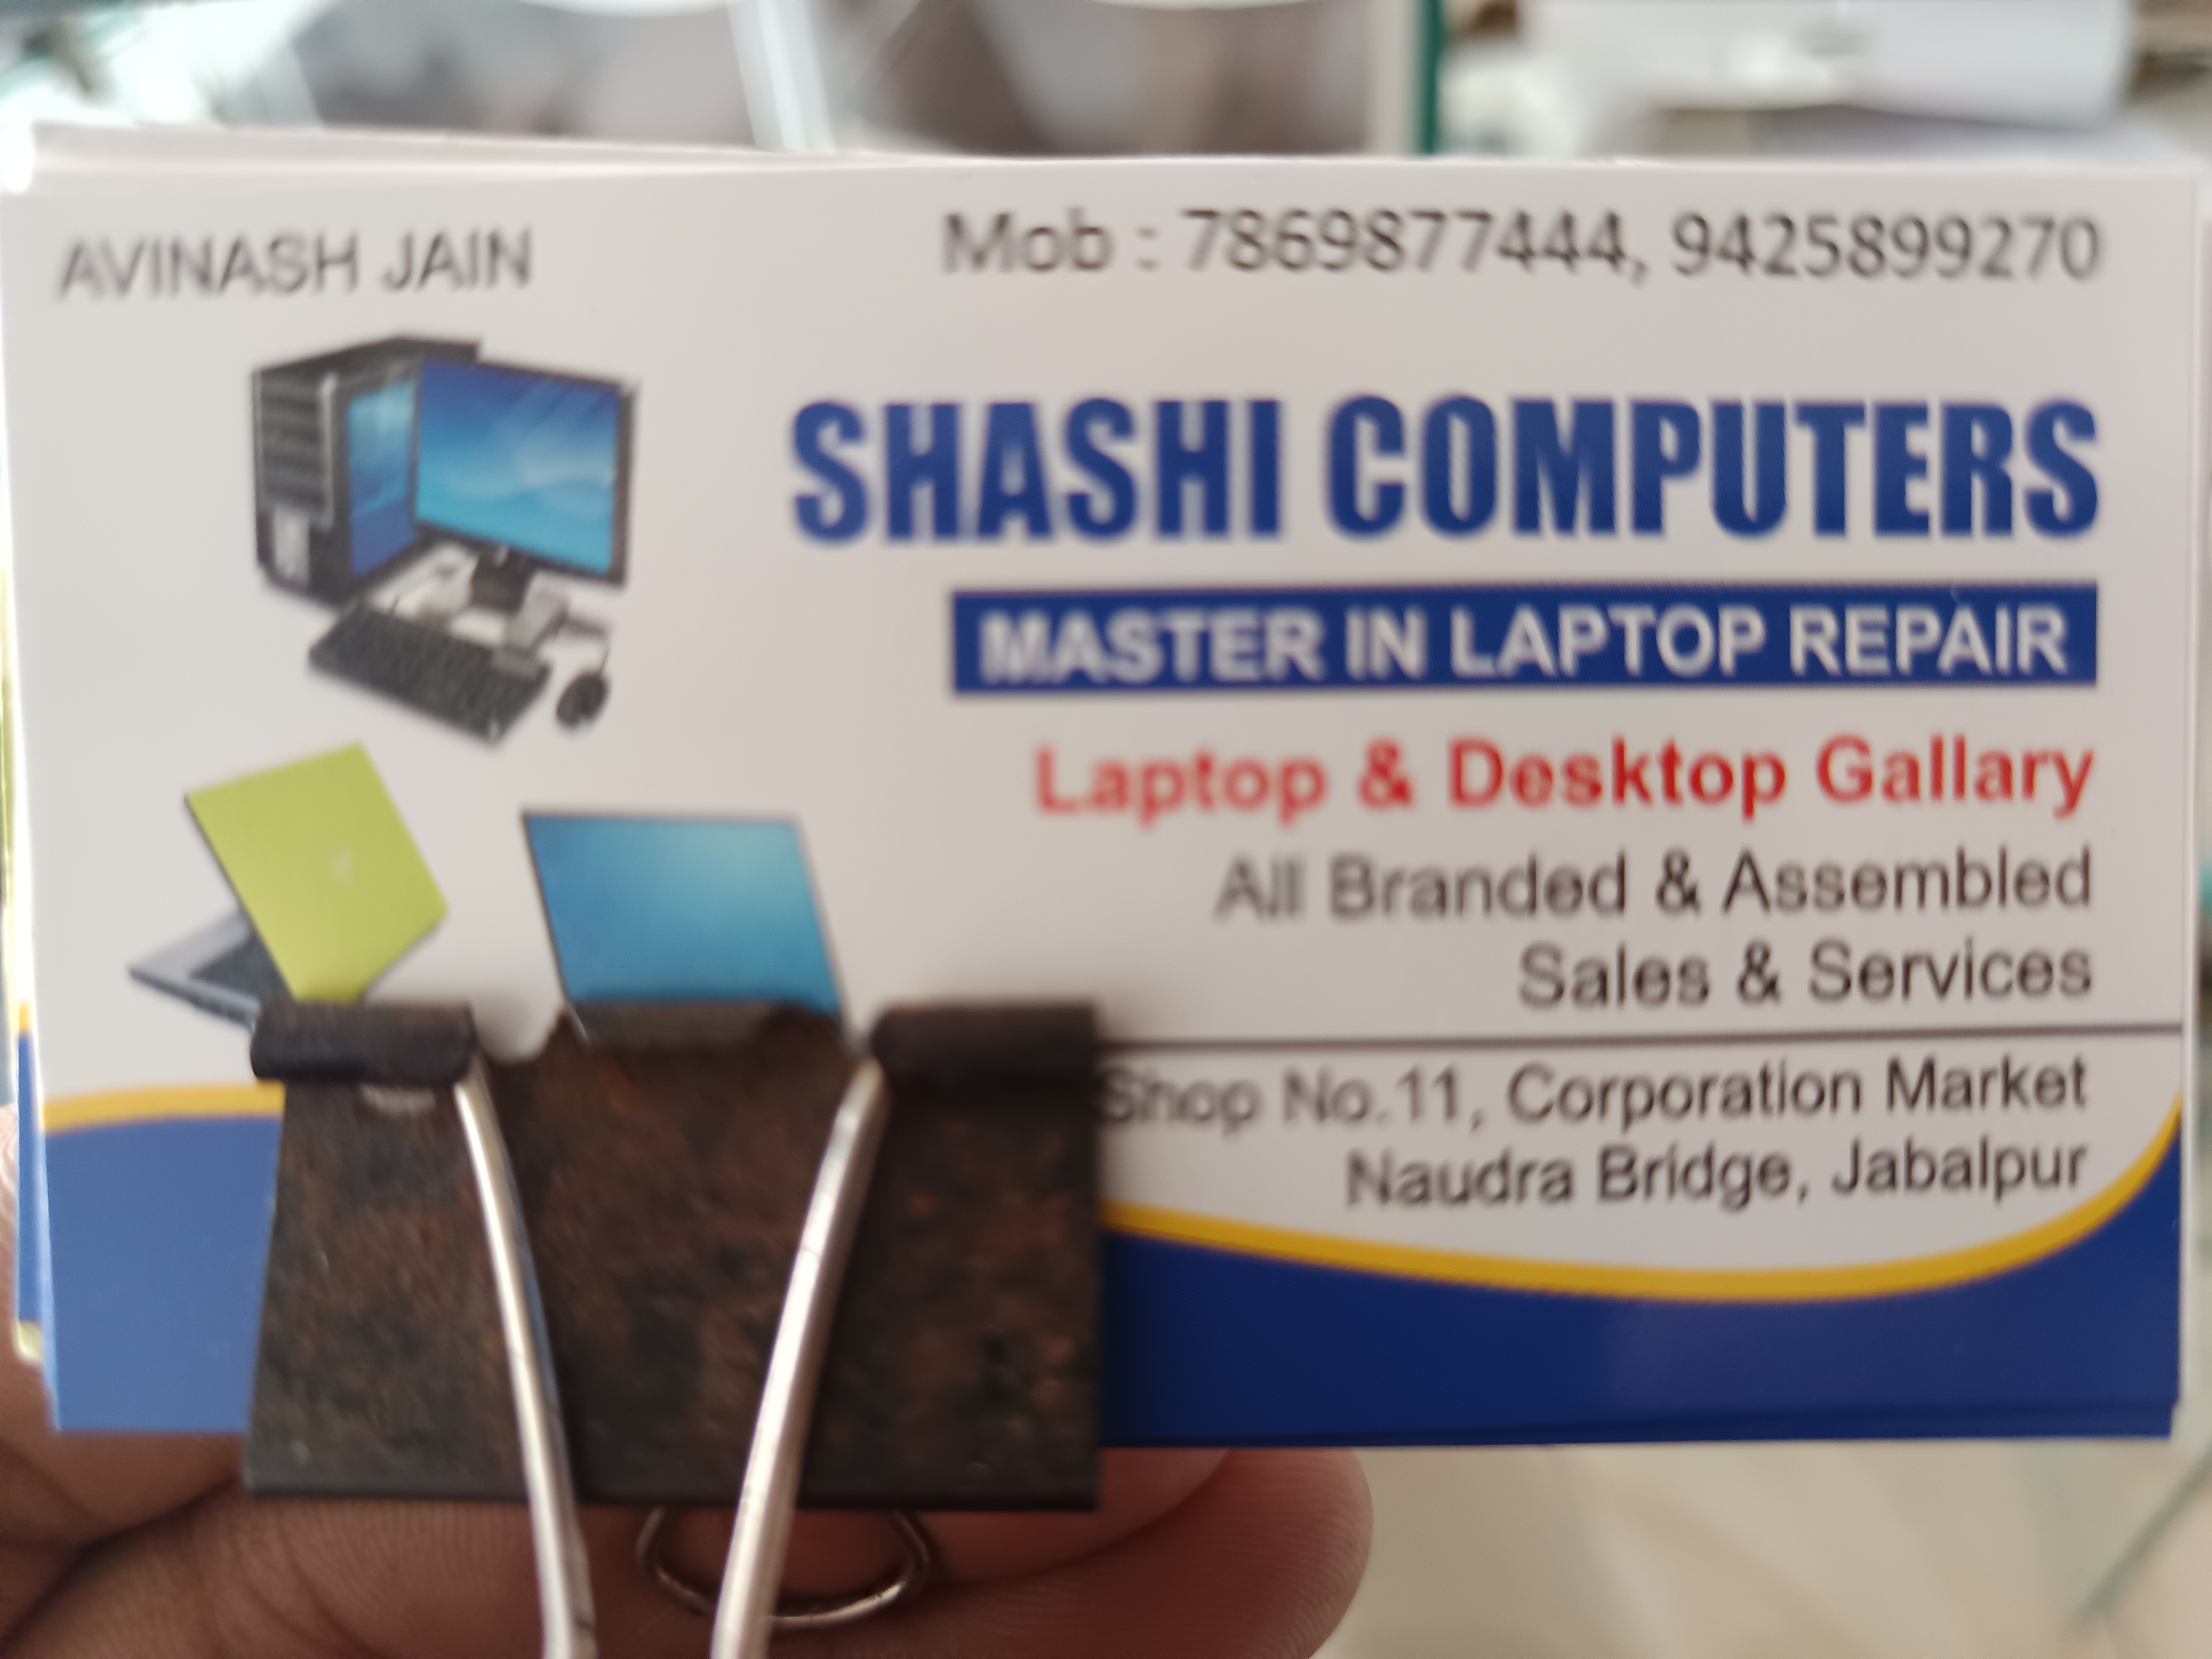 AVINASH JAIN
Mob : 7869877444, 9425899270
SHASHI COMPUTERS
MASTER IN LAPTOP REPAIR
Laptop & Desktop Gallary
All Branded & Assembled
Sales & Services
Shop No.11, Corporation Market
Naudra Bridge, Jabalpur